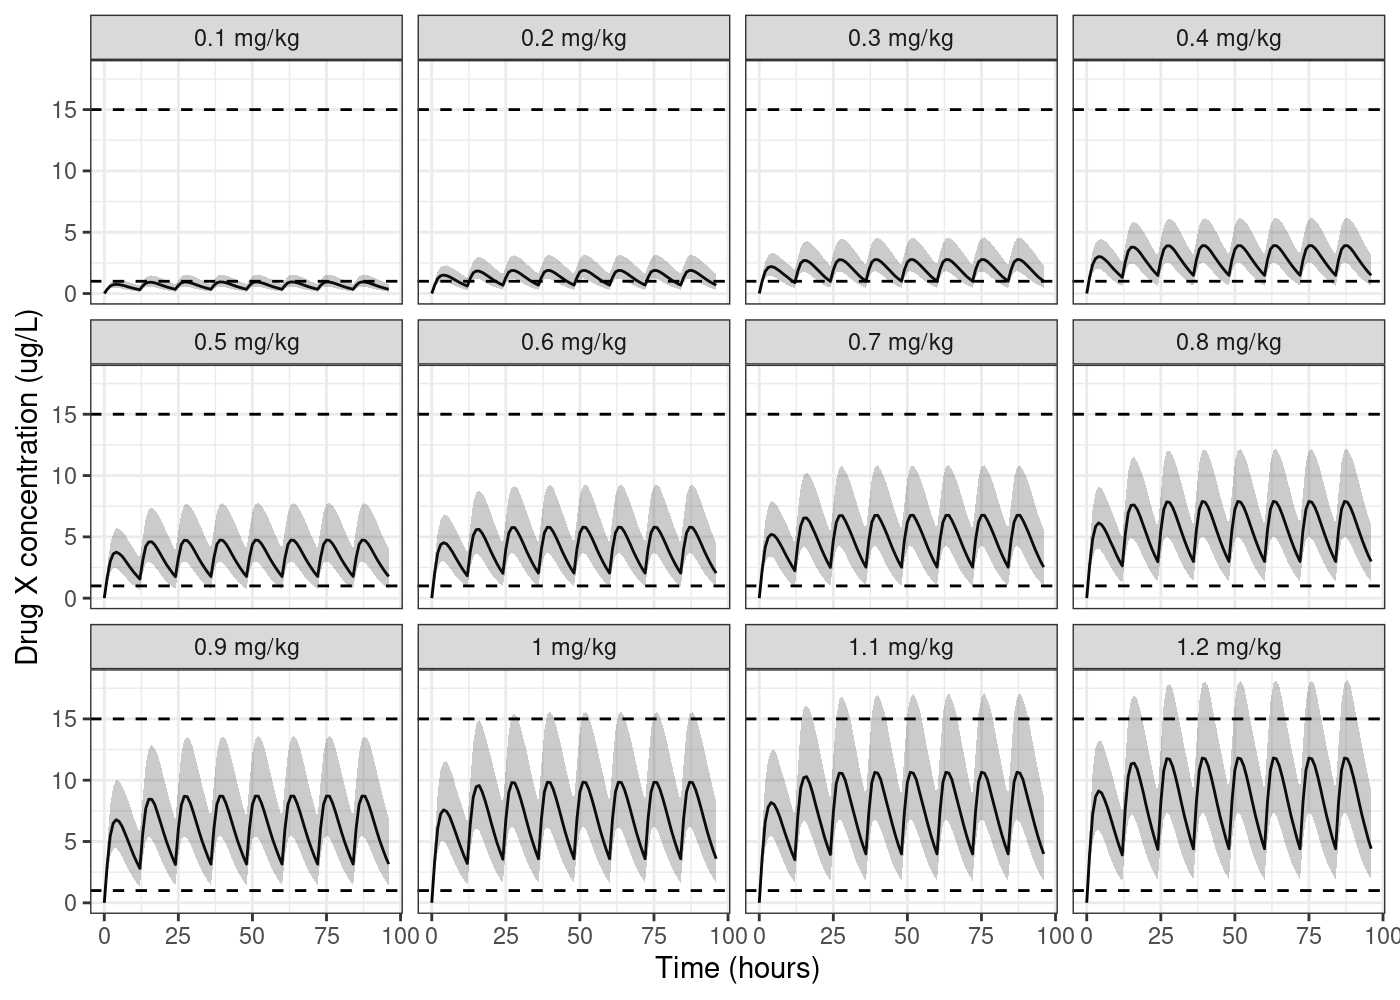 0.1 mg/kg 0.2 mg/kg 0.3 mg/kg 0.4 mg/kg
15
10
5
0
0.5 mg/kg 0.6 mg/kg 0.7 mg/kg 0.8 mg/kg
15
10
5
0
0.9 mg/kg 1 mg/kg 1.1 mg/kg 1.2 mg/kg
15
10
5
0
0 25 50 75 100 0 25 50 75 100 0 25 50 75 100 0 25 50 75 100
Time (hours)
Drug X concentration (ug/L)